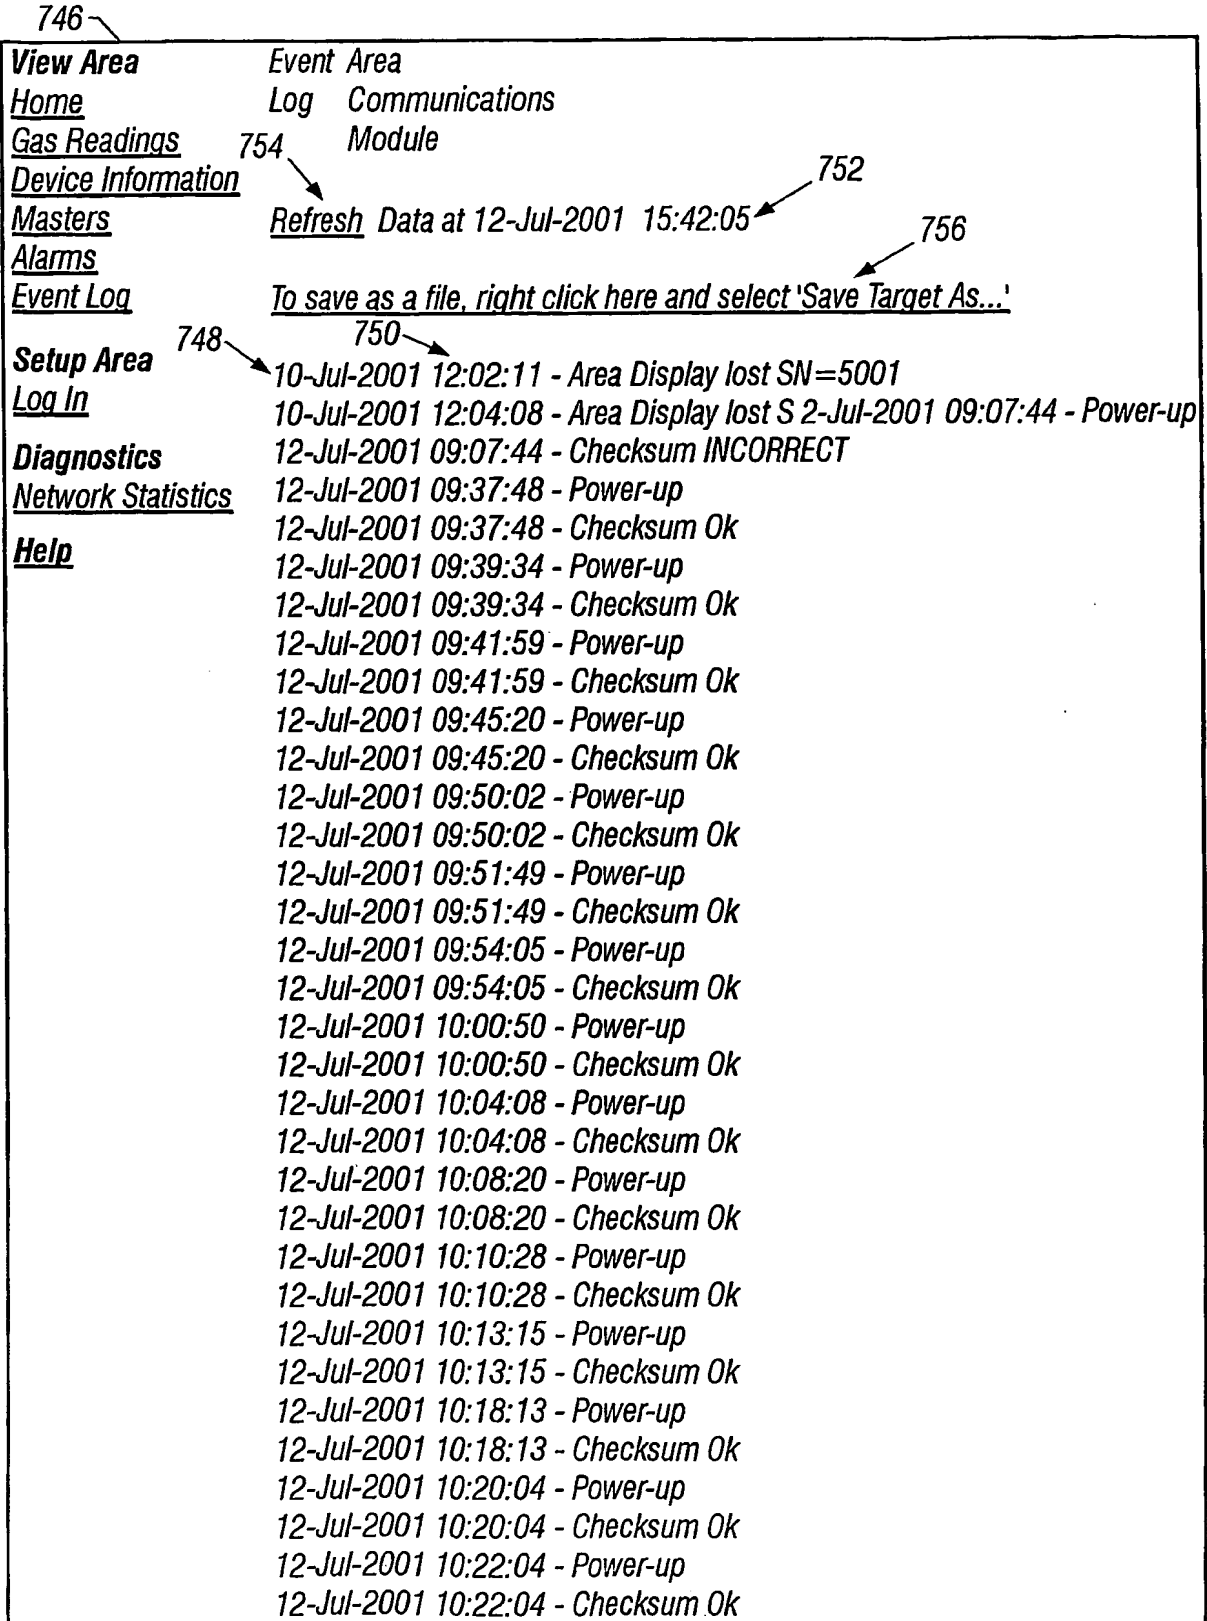 746
View Area
Home
Gas Readings
Device Information
Masters
Alarms
Event Log
Setup Area
Log In
Diagnostics
Network Statistics
Help
Event Area
Log Communications
Module
754
752
Refresh Data at 12-Jul-2001 15:42:05
756
To save as a file, right click here and select 'Save Target As...'
748
750
10-Jul-2001 12:02:11 - Area Display lost SN=5001
10-Jul-2001 12:04:08 - Area Display lost S 2-Jul-2001 09:07:44 - Power-up
12-Jul-2001 09:07:44 - Checksum INCORRECT
12-Jul-2001 09:37:48 - Power-up
12-Jul-2001 09:37:48 - Checksum Ok
12-Jul-2001 09:39:34 - Power-up
12-Jul-2001 09:39:34 - Checksum Ok
12-Jul-2001 09:41:59 - Power-up
12-Jul-2001 09:41:59 - Checksum Ok
12-Jul-2001 09:45:20 - Power-up
12-Jul-2001 09:45:20 - Checksum Ok
12-Jul-2001 09:50:02 - Power-up
12-Jul-2001 09:50:02 - Checksum Ok
12-Jul-2001 09:51:49 - Power-up
12-Jul-2001 09:51:49 - Checksum Ok
12-Jul-2001 09:54:05 - Power-up
12-Jul-2001 09:54:05 - Checksum Ok
12-Jul-2001 10:00:50 - Power-up
12-Jul-2001 10:00:50 - Checksum Ok
12-Jul-2001 10:04:08 - Power-up
12-Jul-2001 10:04:08 - Checksum Ok
12-Jul-2001 10:08:20 - Power-up
12-Jul-2001 10:08:20 - Checksum Ok
12-Jul-2001 10:10:28 - Power-up
12-Jul-2001 10:10:28 - Checksum Ok
12-Jul-2001 10:13:15 - Power-up
12-Jul-2001 10:13:15 - Checksum Ok
12-Jul-2001 10:18:13 - Power-up
12-Jul-2001 10:18:13 - Checksum Ok
12-Jul-2001 10:20:04 - Power-up
12-Jul-2001 10:20:04 - Checksum Ok
12-Jul-2001 10:22:04 - Power-up
12-Jul-2001 10:22:04 - Checksum Ok